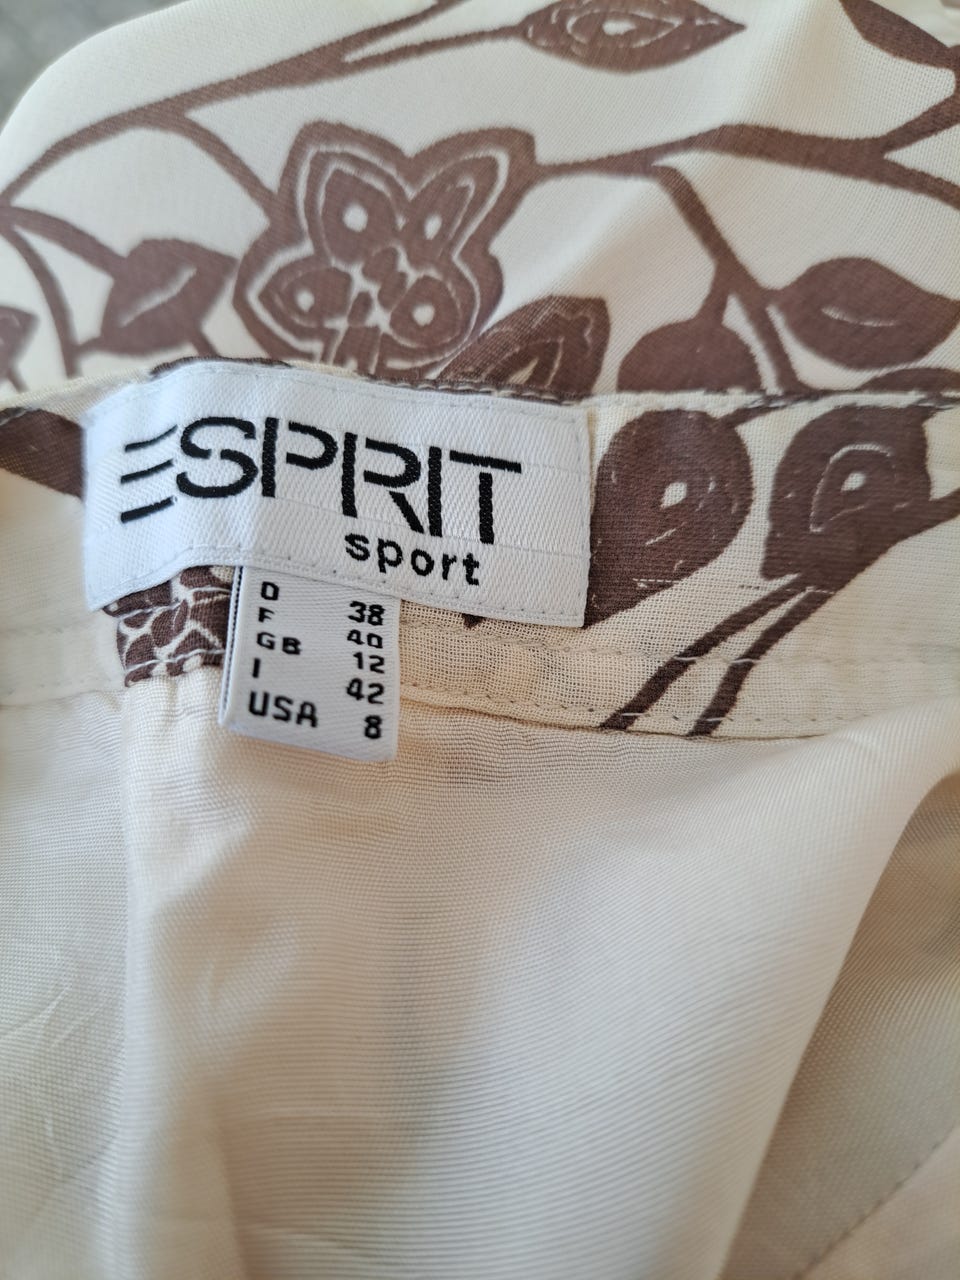 ESPRIT
sport
D 38
F 40
GB 12
I 42
USA 8